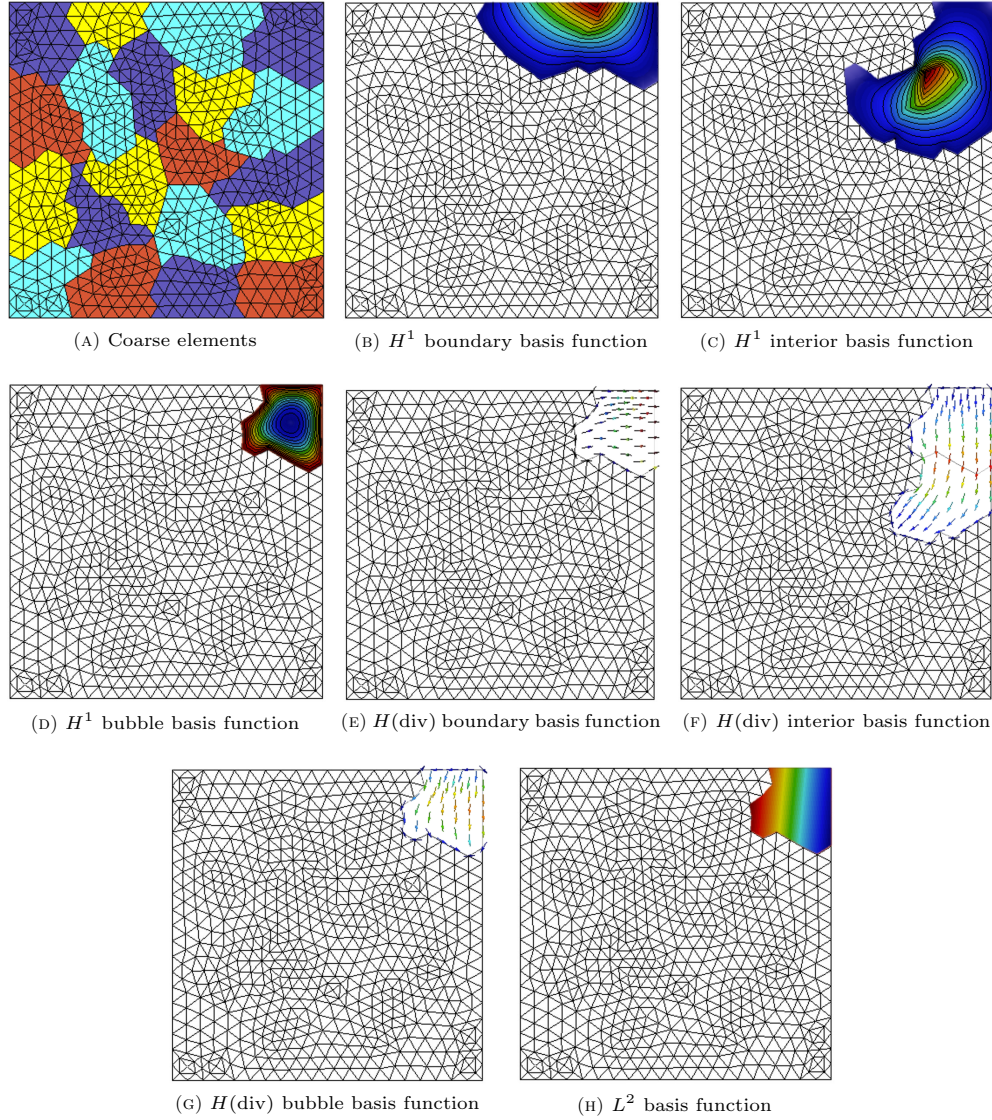 (A) Coarse elements
(B) H¹ boundary basis function
(C) H¹ interior basis function
(D) H¹ bubble basis function
(E) H(div) boundary basis function
(F) H(div) interior basis function
(G) H(div) bubble basis function
(H) L² basis function